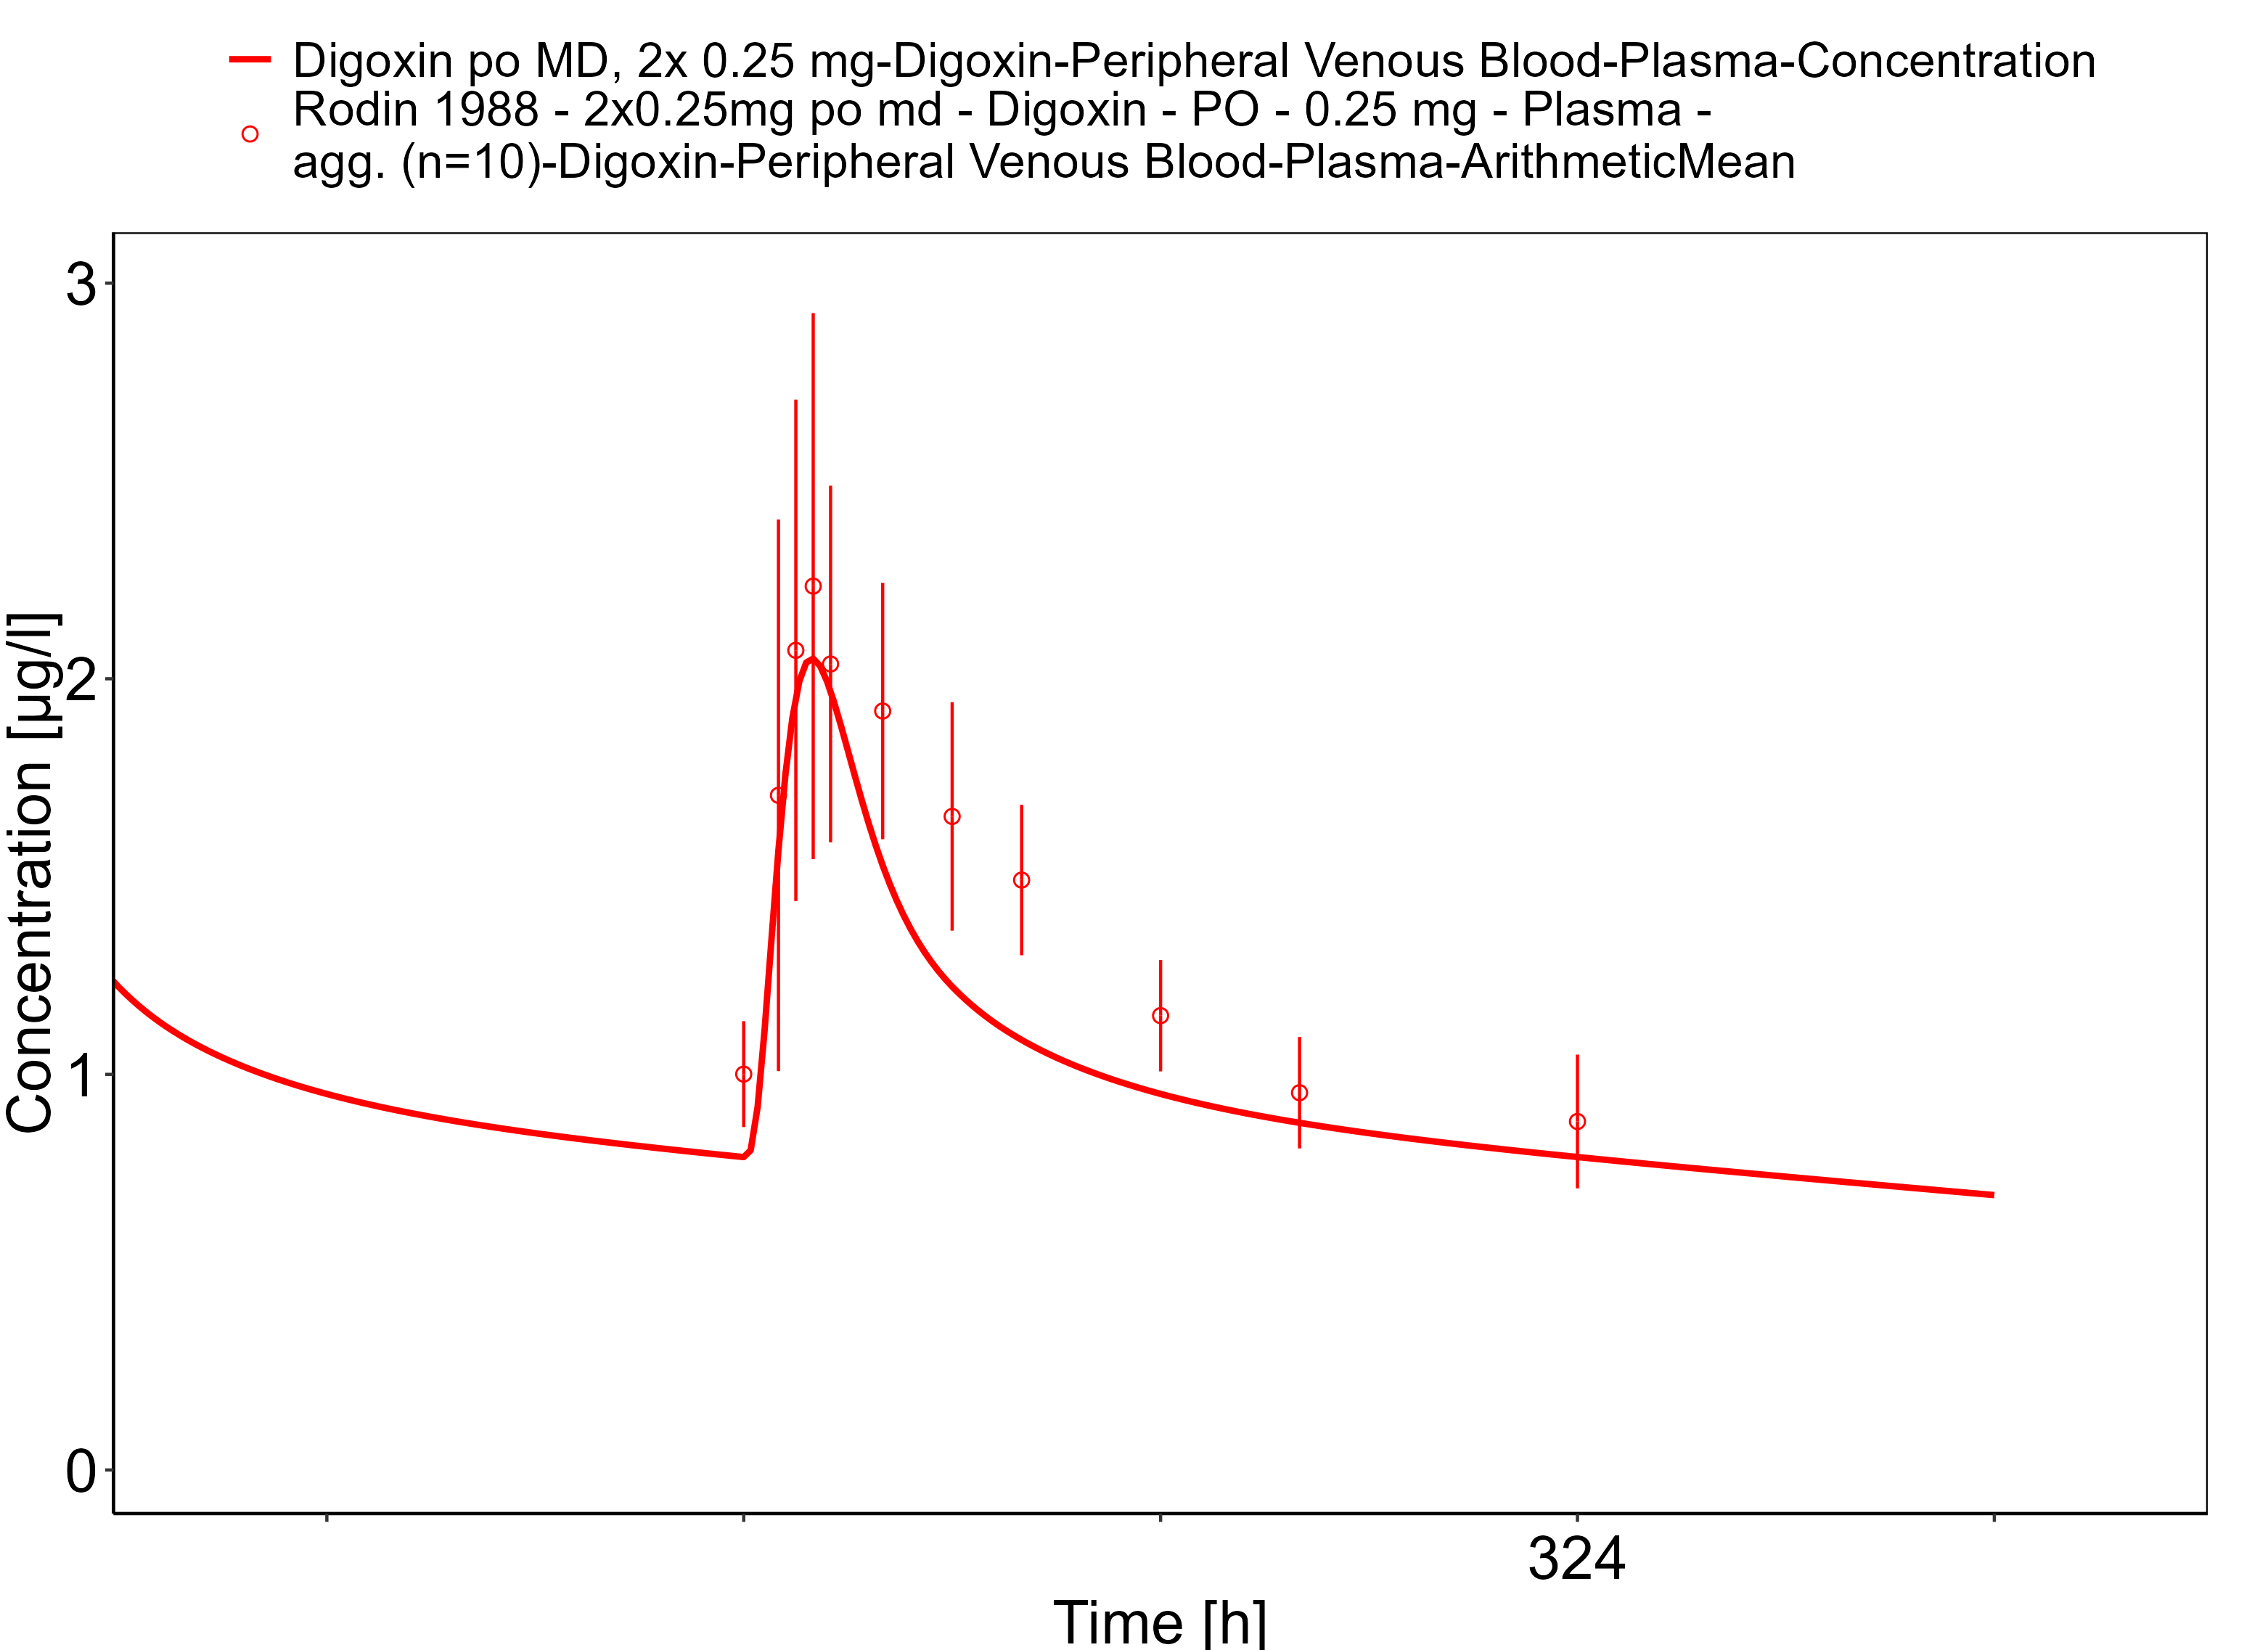 Digoxin po MD, 2x 0.25 mg-Digoxin-Peripheral Venous Blood-Plasma-Concentration
Rodin 1988 - 2x0.25mg po md - Digoxin - PO - 0.25 mg - Plasma -
agg. (n=10)-Digoxin-Peripheral Venous Blood-Plasma-ArithmeticMean
3
2
1
0
Concentration [µg/l]
324
Time [h]